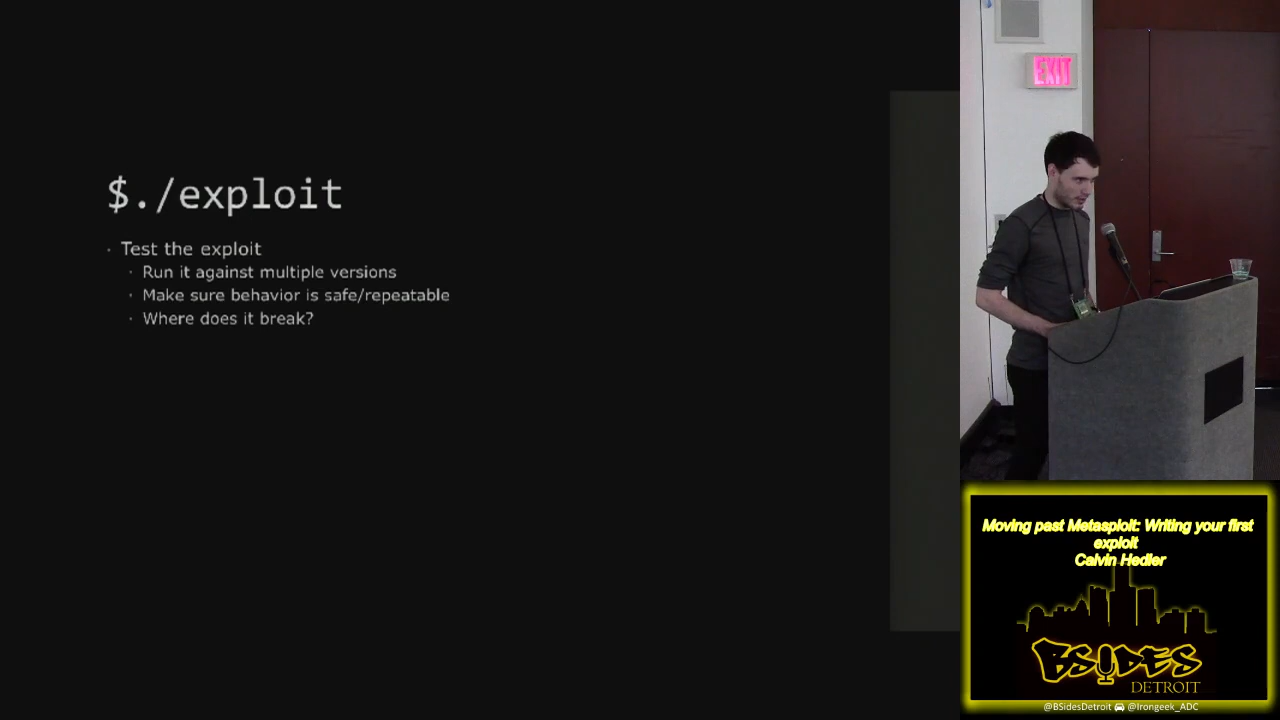 $./exploit
· Test the exploit
· Run it against multiple versions
· Make sure behavior is safe/repeatable
· Where does it break?
EXIT
Moving past Metasploit: Writing your first
exploit
Calvin Hedler
BSIDES
DETROIT
@BSidesDetroit @Irongeek_ADC